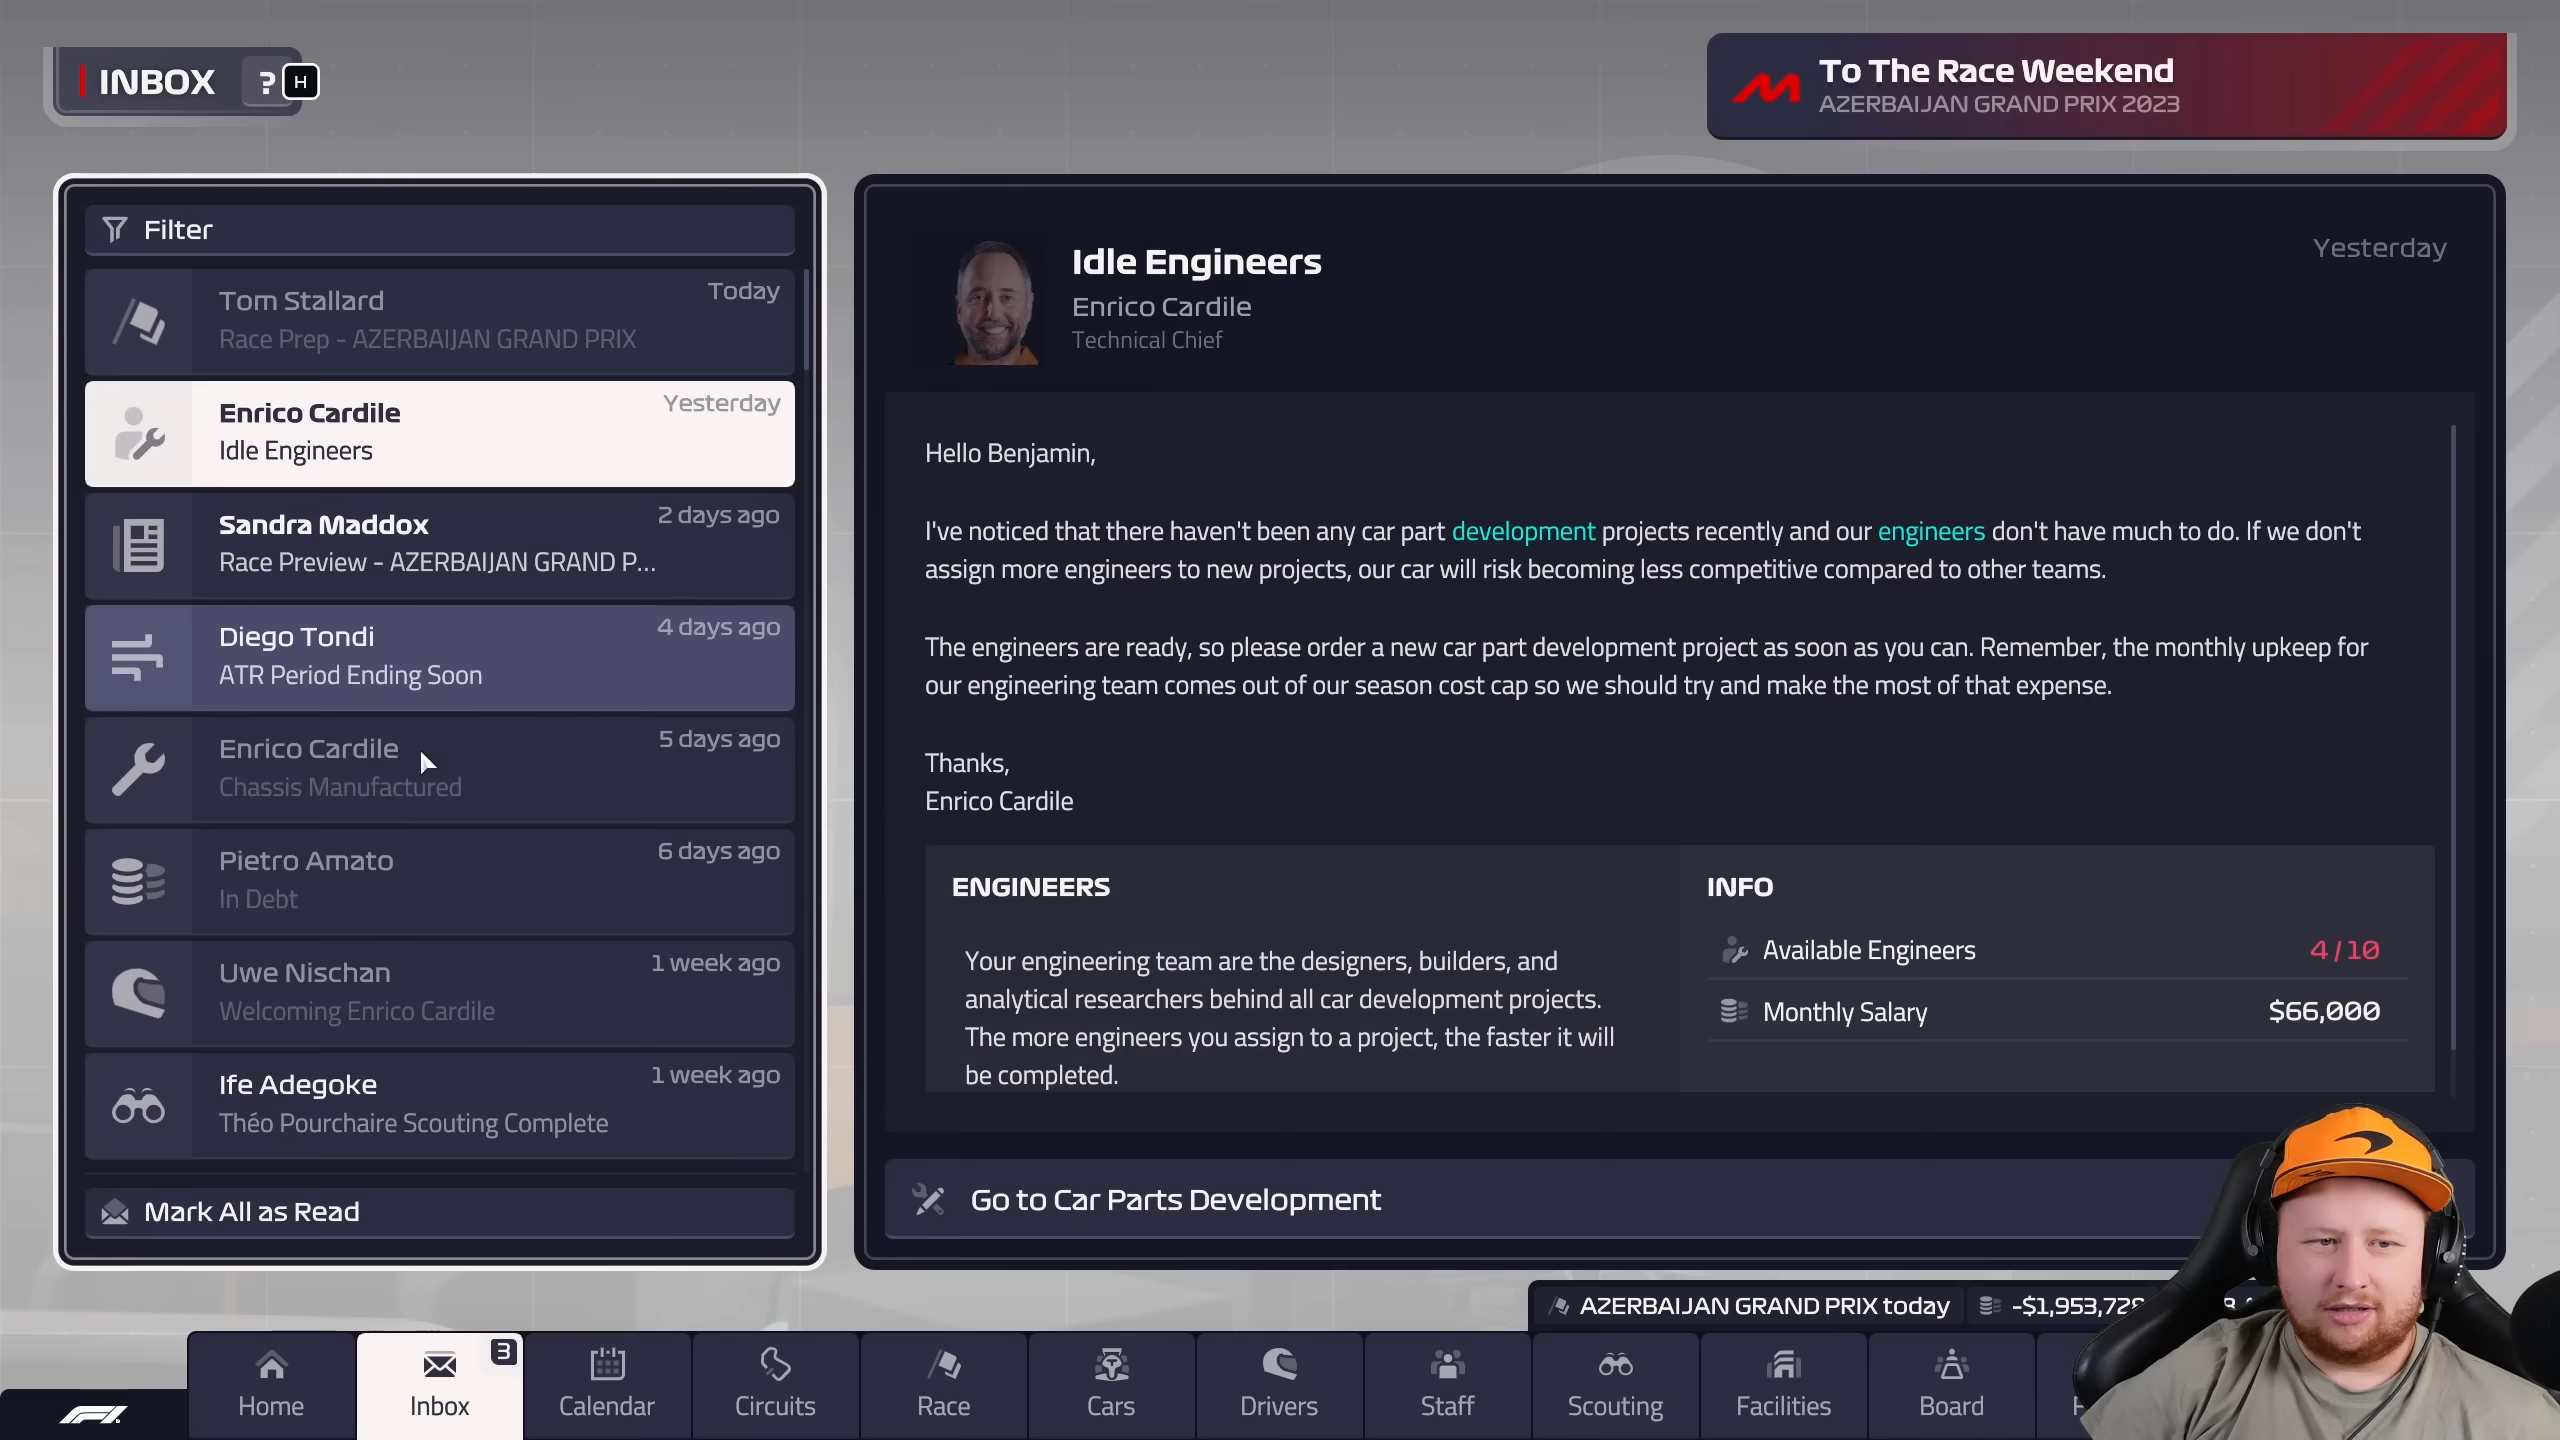 INBOX
?
H
To The Race Weekend
AZERBAIJAN GRAND PRIX 2023
Filter
Tom Stallard
Today
Race Prep - AZERBAIJAN GRAND PRIX
Enrico Cardile
Yesterday
Idle Engineers
Sandra Maddox
2 days ago
Race Preview - AZERBAIJAN GRAND P...
Diego Tondi
4 days ago
ATR Period Ending Soon
Enrico Cardile
5 days ago
Chassis Manufactured
Pietro Amato
6 days ago
In Debt
Uwe Nischan
1 week ago
Welcoming Enrico Cardile
Ife Adegoke
1 week ago
Théo Pourchaire Scouting Complete
Mark All as Read
Idle Engineers
Yesterday
Enrico Cardile
Technical Chief
Hello Benjamin,
I've noticed that there haven't been any car part development projects recently and our engineers don't have much to do. If we don't
assign more engineers to new projects, our car will risk becoming less competitive compared to other teams.
The engineers are ready, so please order a new car part development project as soon as you can. Remember, the monthly upkeep for
our engineering team comes out of our season cost cap so we should try and make the most of that expense.
Thanks,
Enrico Cardile
ENGINEERS
Your engineering team are the designers, builders, and
analytical researchers behind all car development projects.
The more engineers you assign to a project, the faster it will
be completed.
INFO
Available Engineers
4/10
Monthly Salary
$66,000
Go to Car Parts Development
AZERBAIJAN GRAND PRIX today
Home
Inbox
3
Calendar
Circuits
Race
Cars
Drivers
Staff
Scouting
Facilities
Board